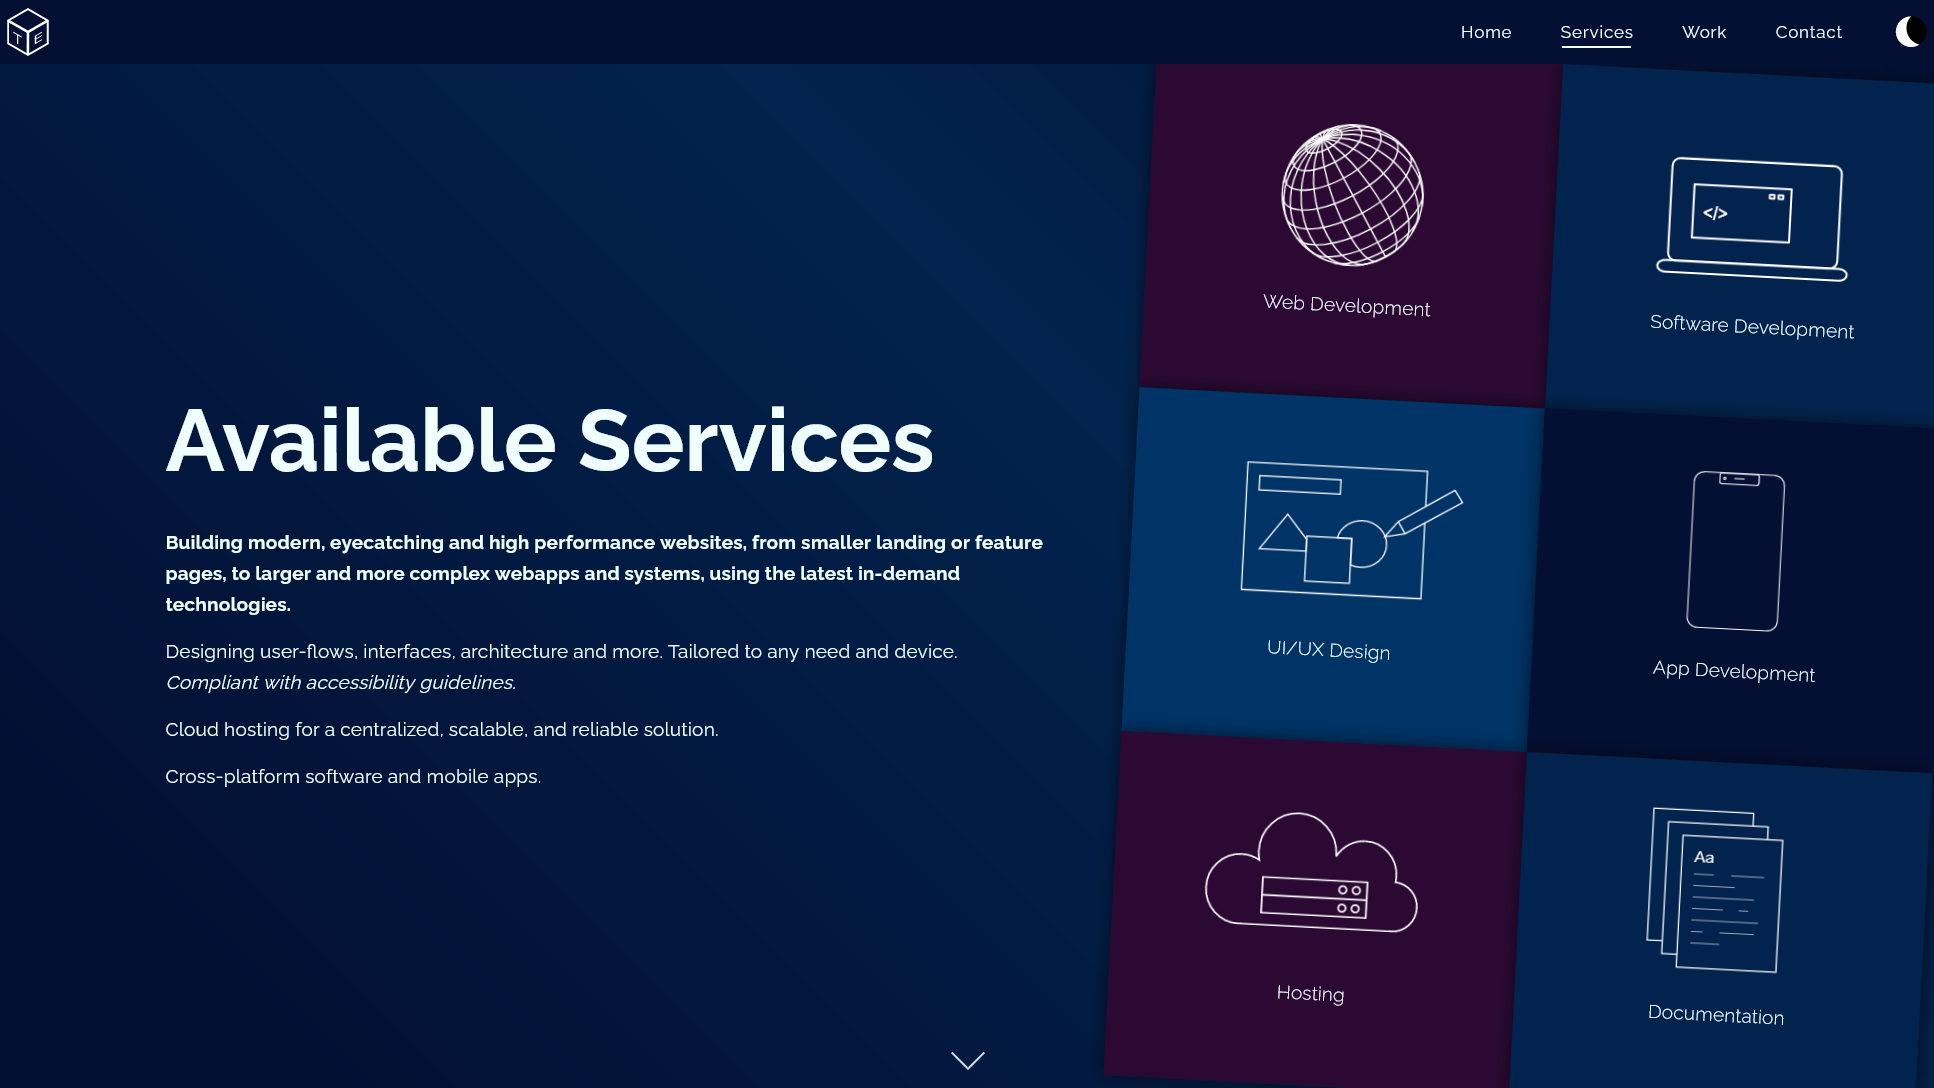 T E
Home Services Work Contact
Web Development
</>
Software Development
Available Services
Building modern, eyecatching and high performance websites, from smaller landing or feature
pages, to larger and more complex webapps and systems, using the latest in-demand
technologies.
Designing user-flows, interfaces, architecture and more. Tailored to any need and device.
Compliant with accessibility guidelines.
Cloud hosting for a centralized, scalable, and reliable solution.
Cross-platform software and mobile apps.
UI/UX Design
App Development
Hosting
Aa
Documentation